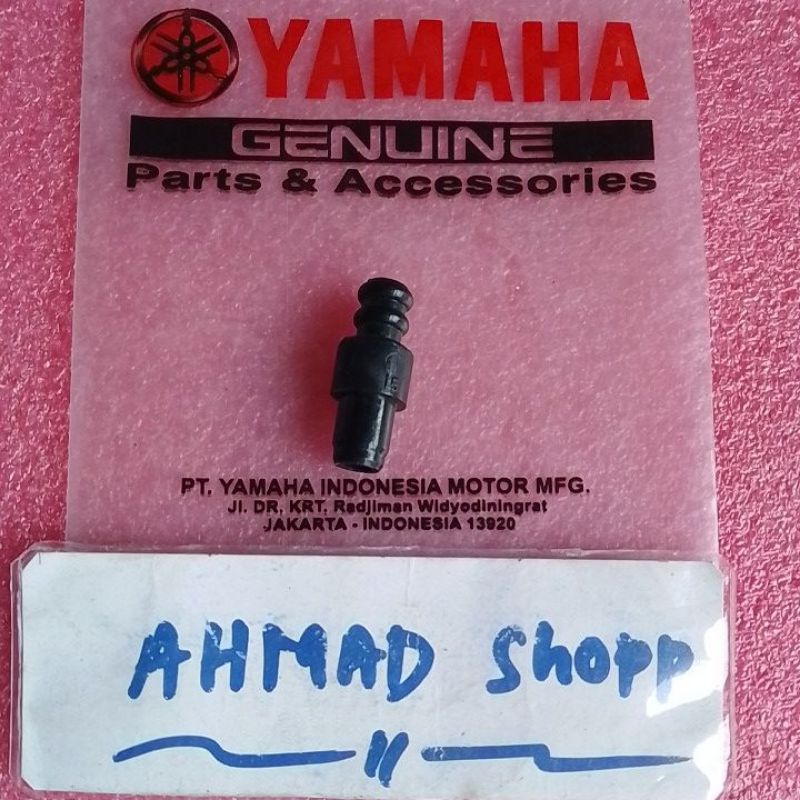 YAMAHA
GENUINE
Parts & Accessories
PT. YAMAHA INDONESIA MOTOR MFG.
Jl. DR. KRT. Radjiman Widyodiningrat
JAKARTA - INDONESIA 13920
AHMAD Shopp